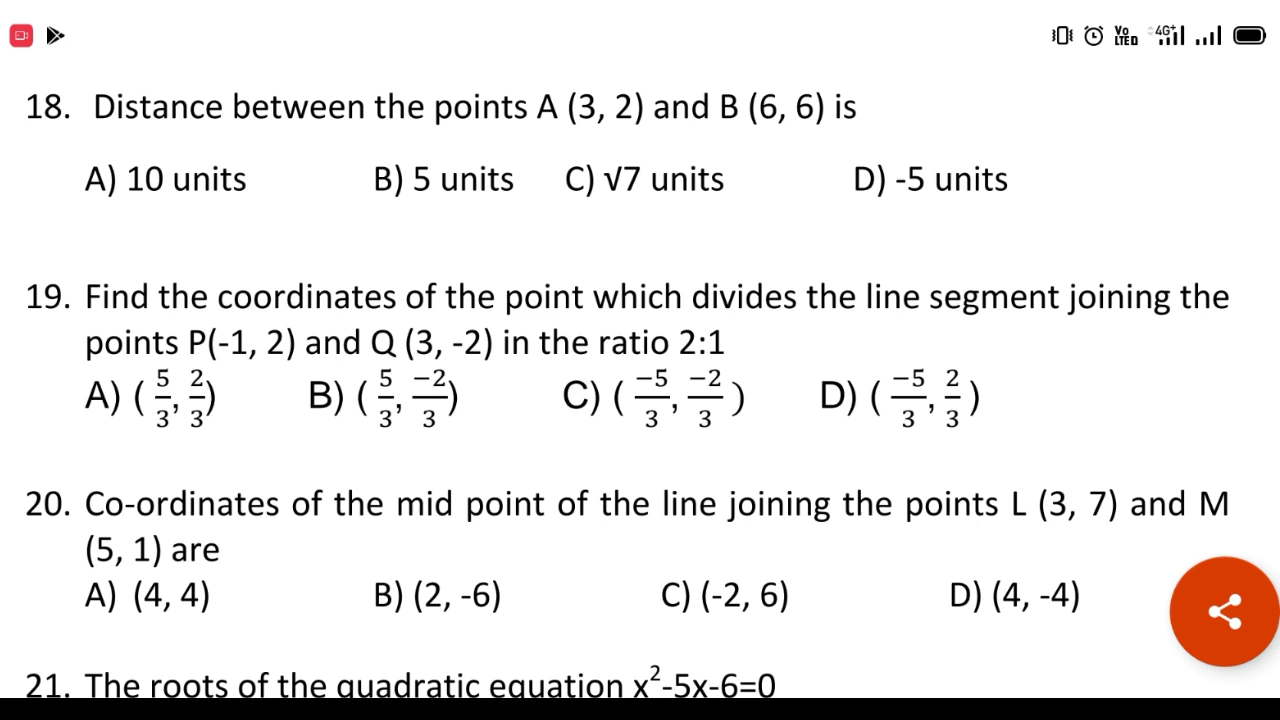 Vo LTE 4G+
18. Distance between the points A (3, 2) and B (6, 6) is
A) 10 units B) 5 units C) √7 units D) -5 units
19. Find the coordinates of the point which divides the line segment joining the
points P(-1, 2) and Q (3, -2) in the ratio 2:1
A) (5/3, 2/3) B) (5/3, −2/3) C) (−5/3, −2/3) D) (−5/3, 2/3)
20. Co-ordinates of the mid point of the line joining the points L (3, 7) and M
(5, 1) are
A) (4, 4) B) (2, -6) C) (-2, 6) D) (4, -4)
21. The roots of the quadratic equation x²-5x-6=0